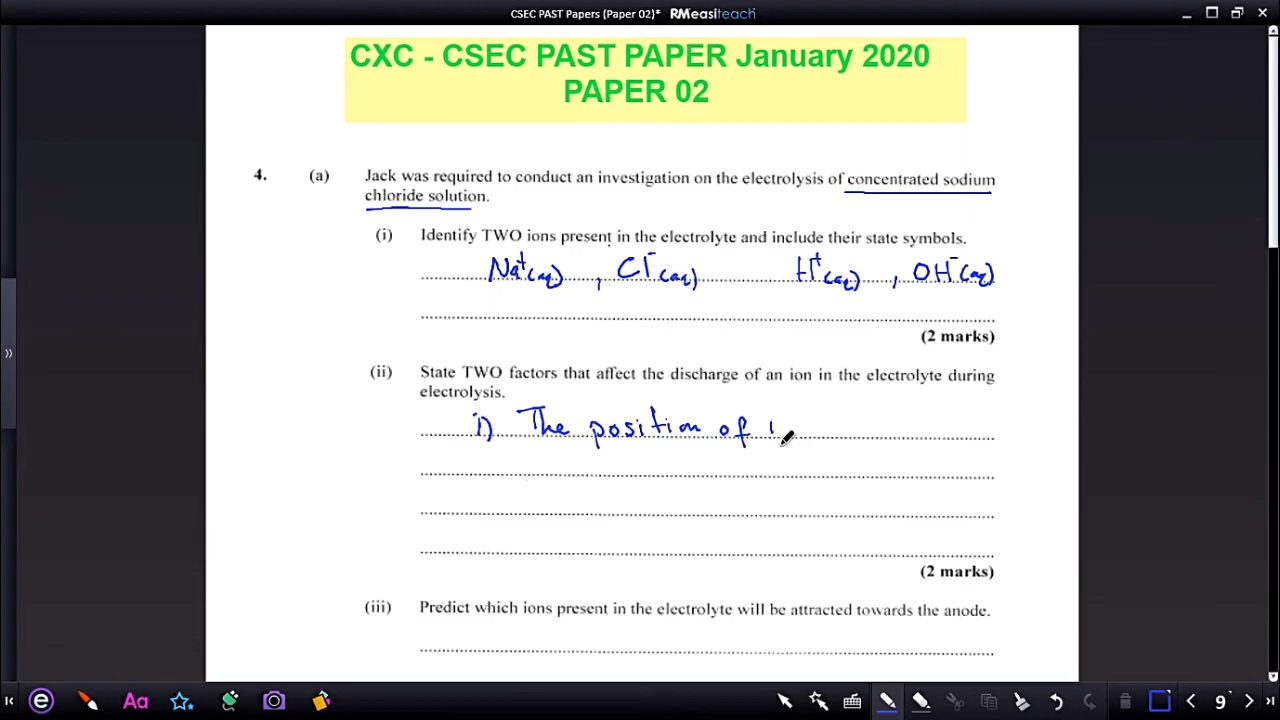 CSEC PAST Papers (Paper 02)* RMeasiteach
CXC - CSEC PAST PAPER January 2020
PAPER 02
4. (a) Jack was required to conduct an investigation on the electrolysis of concentrated sodium
chloride solution.
(i) Identify TWO ions present in the electrolyte and include their state symbols.
Na⁺(aq) , Cl⁻(aq) H⁺(aq) , OH⁻(aq)
(2 marks)
(ii) State TWO factors that affect the discharge of an ion in the electrolyte during
electrolysis.
i) The position of
(2 marks)
(iii) Predict which ions present in the electrolyte will be attracted towards the anode.
Aa 9